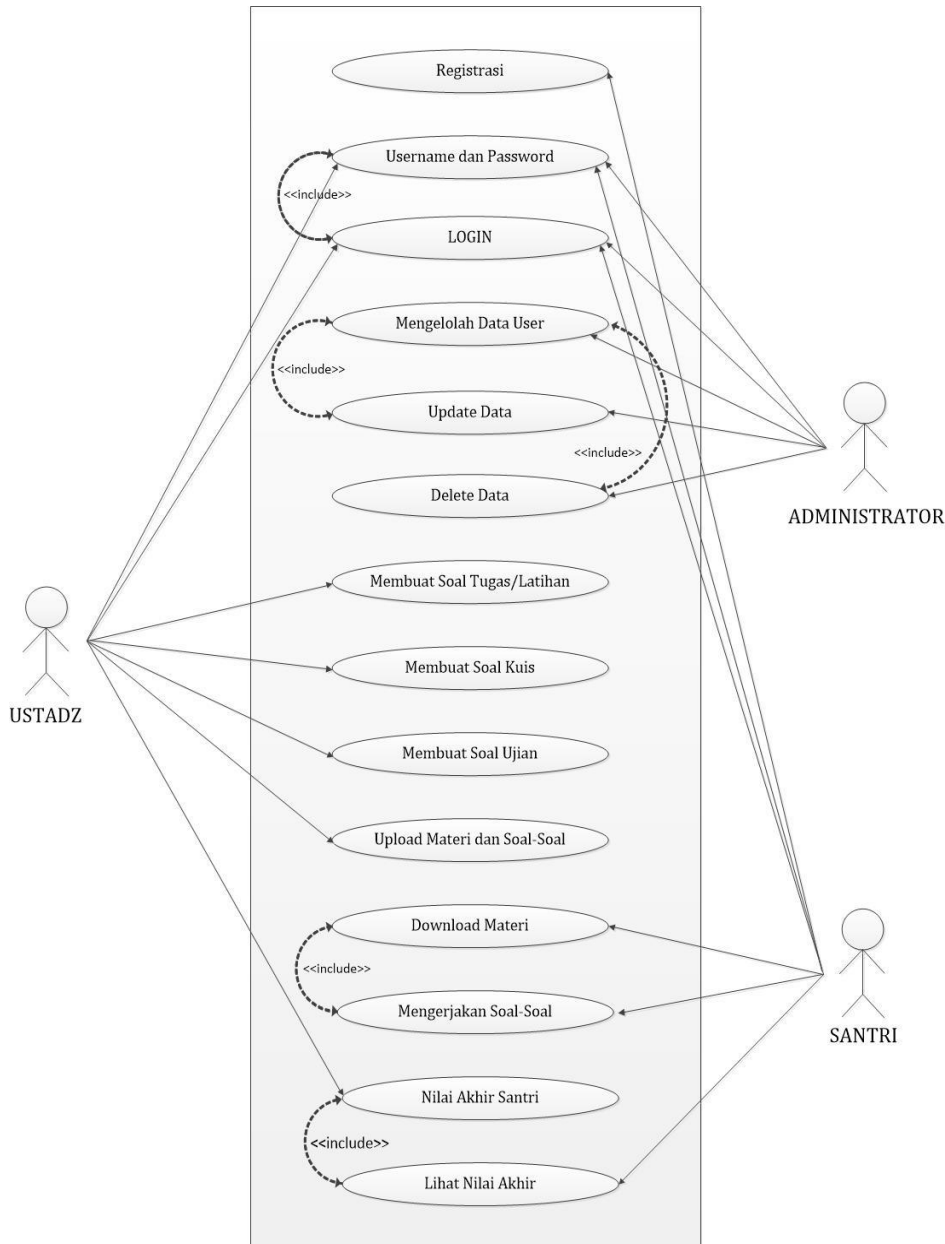 Registrasi
Username dan Password
<<include>>
LOGIN
Mengelolah Data User
<<include>>
Update Data
<<include>>
Delete Data
ADMINISTRATOR
Membuat Soal Tugas/Latihan
Membuat Soal Kuis
USTADZ
Membuat Soal Ujian
Upload Materi dan Soal-Soal
Download Materi
<<include>>
Mengerjakan Soal-Soal
SANTRI
Nilai Akhir Santri
<<include>>
Lihat Nilai Akhir